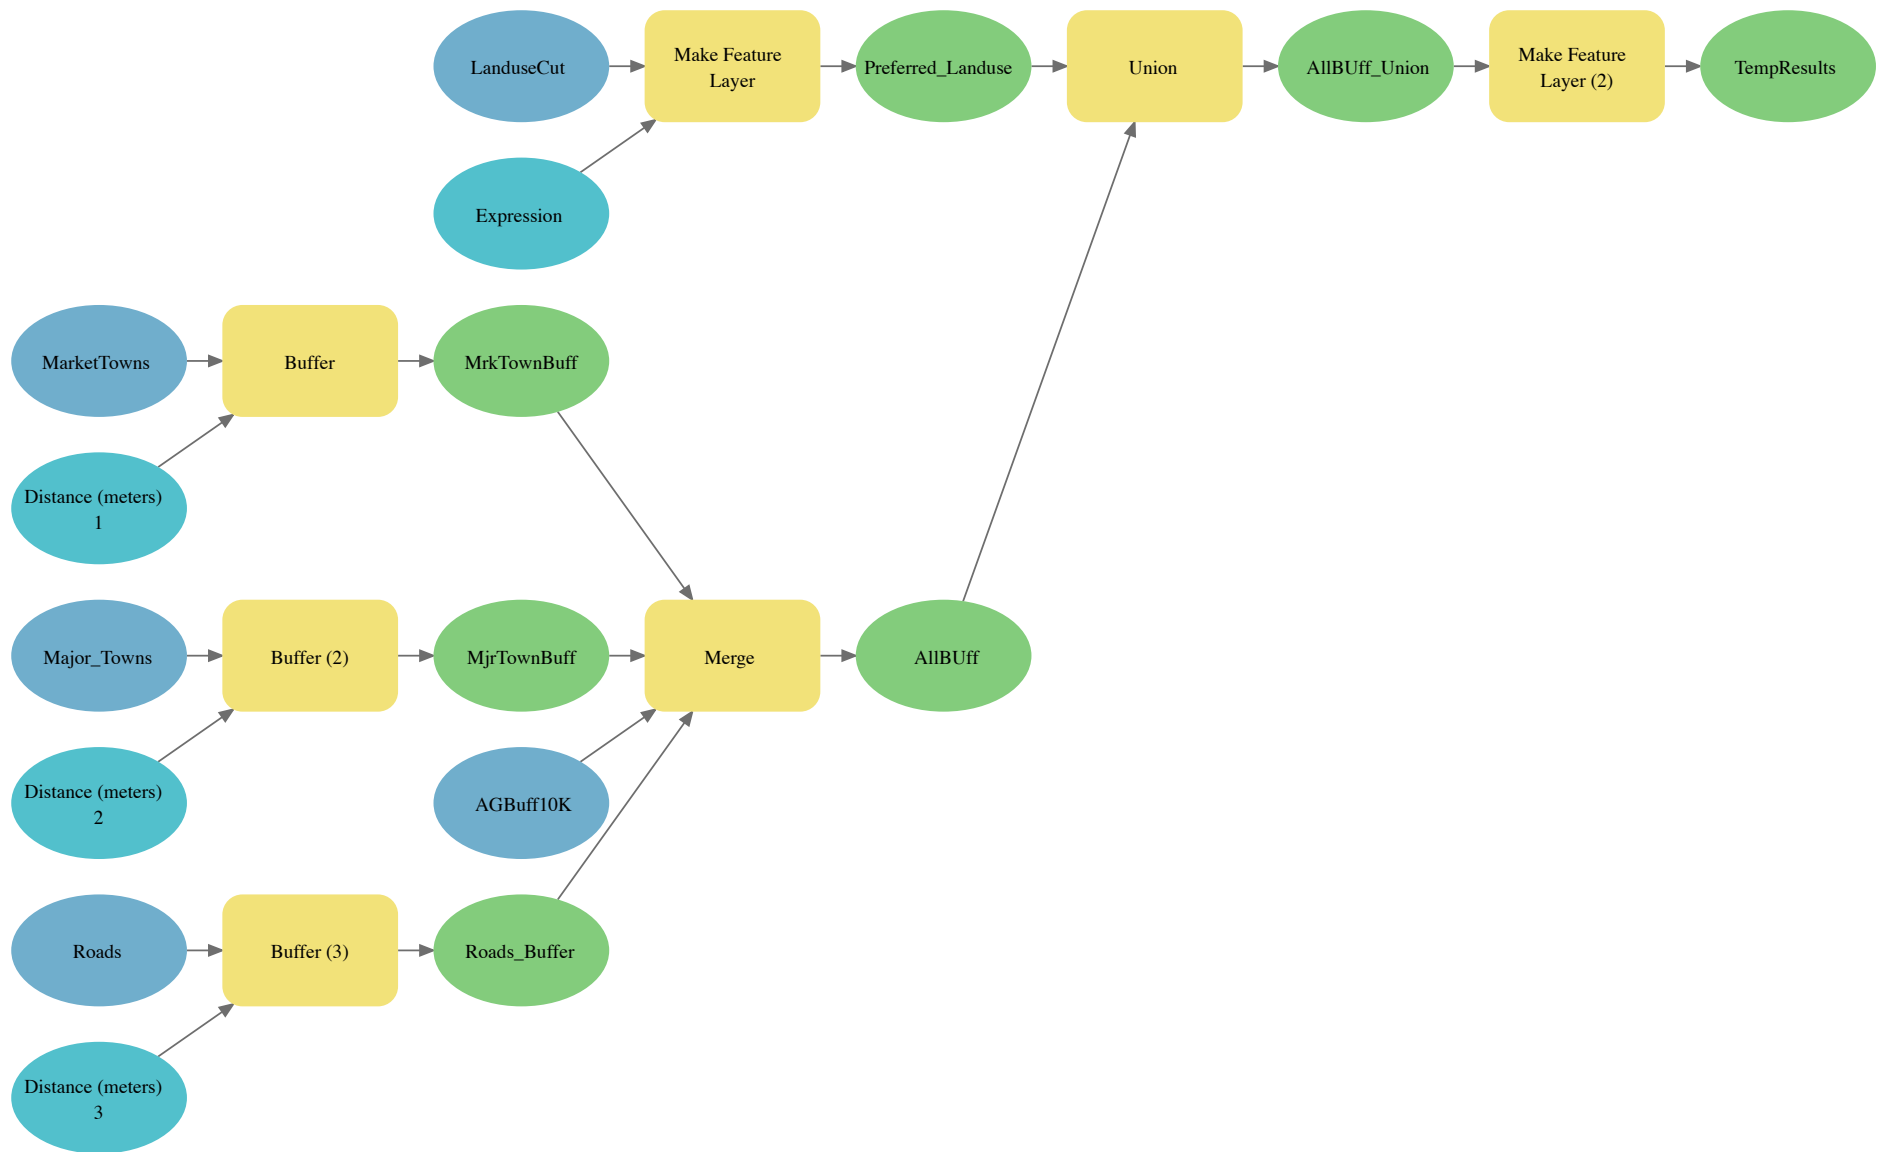 LanduseCut
Make Feature
Layer
Preferred_Landuse
Union
AllBUff_Union
Make Feature
Layer (2)
TempResults
Expression
MarketTowns
Buffer
MrkTownBuff
Distance (meters)
1
Major_Towns
Buffer (2)
MjrTownBuff
Merge
AllBUff
Distance (meters)
2
AGBuff10K
Roads
Buffer (3)
Roads_Buffer
Distance (meters)
3